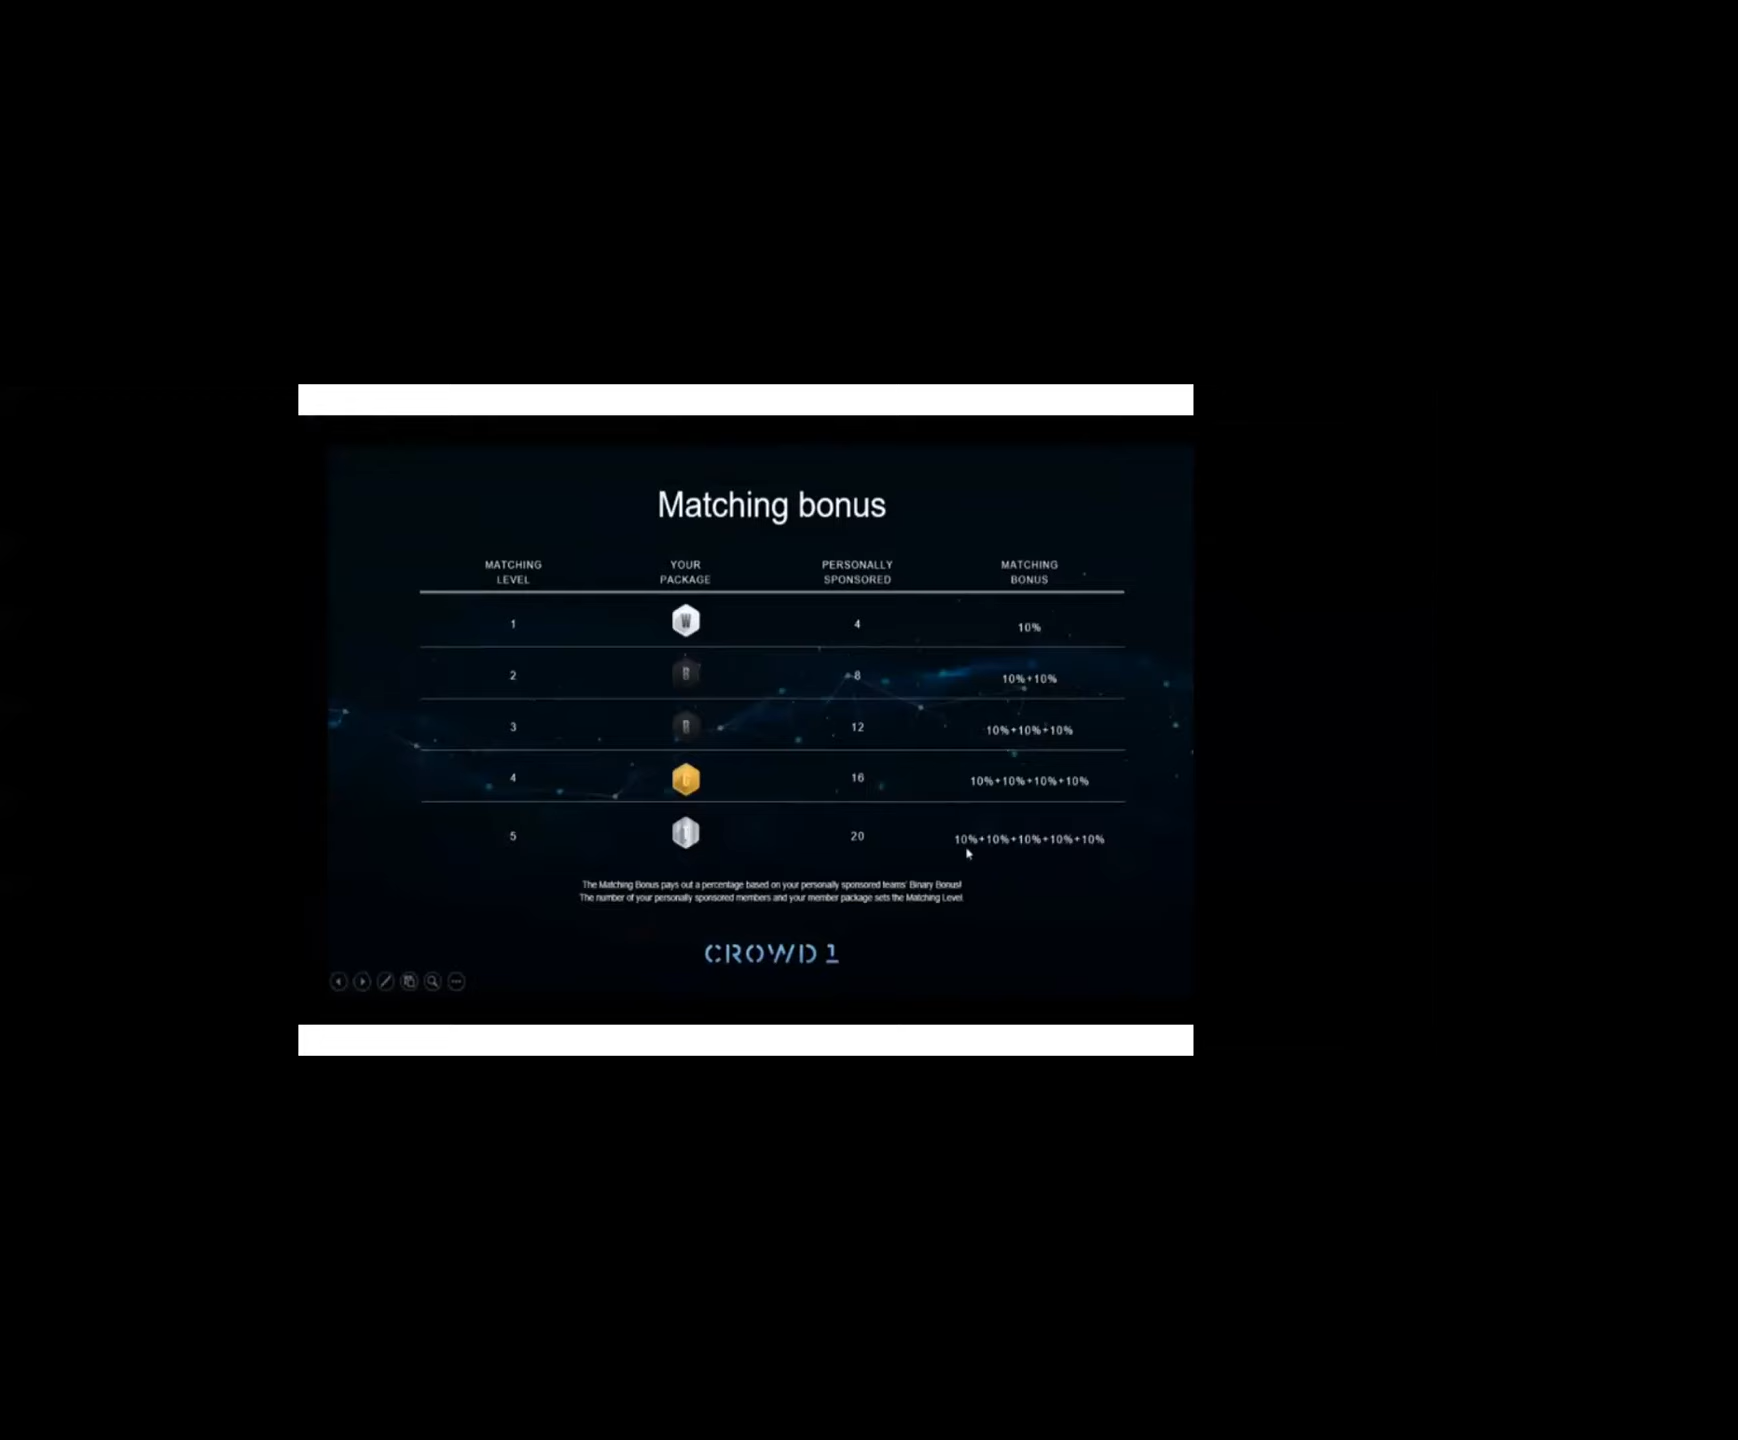 Matching bonus
MATCHING LEVEL YOUR PACKAGE PERSONALLY SPONSORED MATCHING BONUS
1 W 4 10%
2 B 8 10%+10%
3 B 12 10%+10%+10%
4 G 16 10%+10%+10%+10%
5 20 10%+10%+10%+10%+10%
The Matching Bonus pays out a percentage based on your personally sponsored teams' Binary Bonus!
The number of your personally sponsored members and your member package sets the Matching Level
CROWD 1